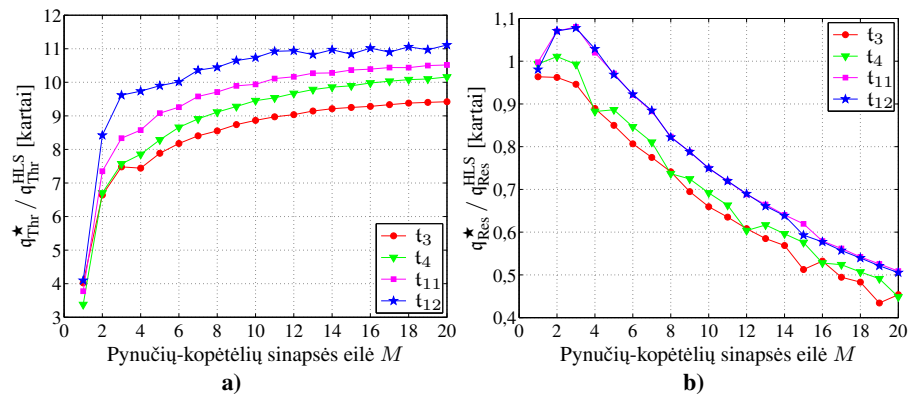 q★Thr / qHLSThr [kartai]
12
11
10
9
8
7
6
5
4
3
0 2 4 6 8 10 12 14 16 18 20
t3
t4
t11
t12
Pynučių-kopėtėlių sinapsės eilė M
a)
q★Res / qHLSRes [kartai]
1,1
1
0,9
0,8
0,7
0,6
0,5
0,4
0 2 4 6 8 10 12 14 16 18 20
t3
t4
t11
t12
Pynučių-kopėtėlių sinapsės eilė M
b)